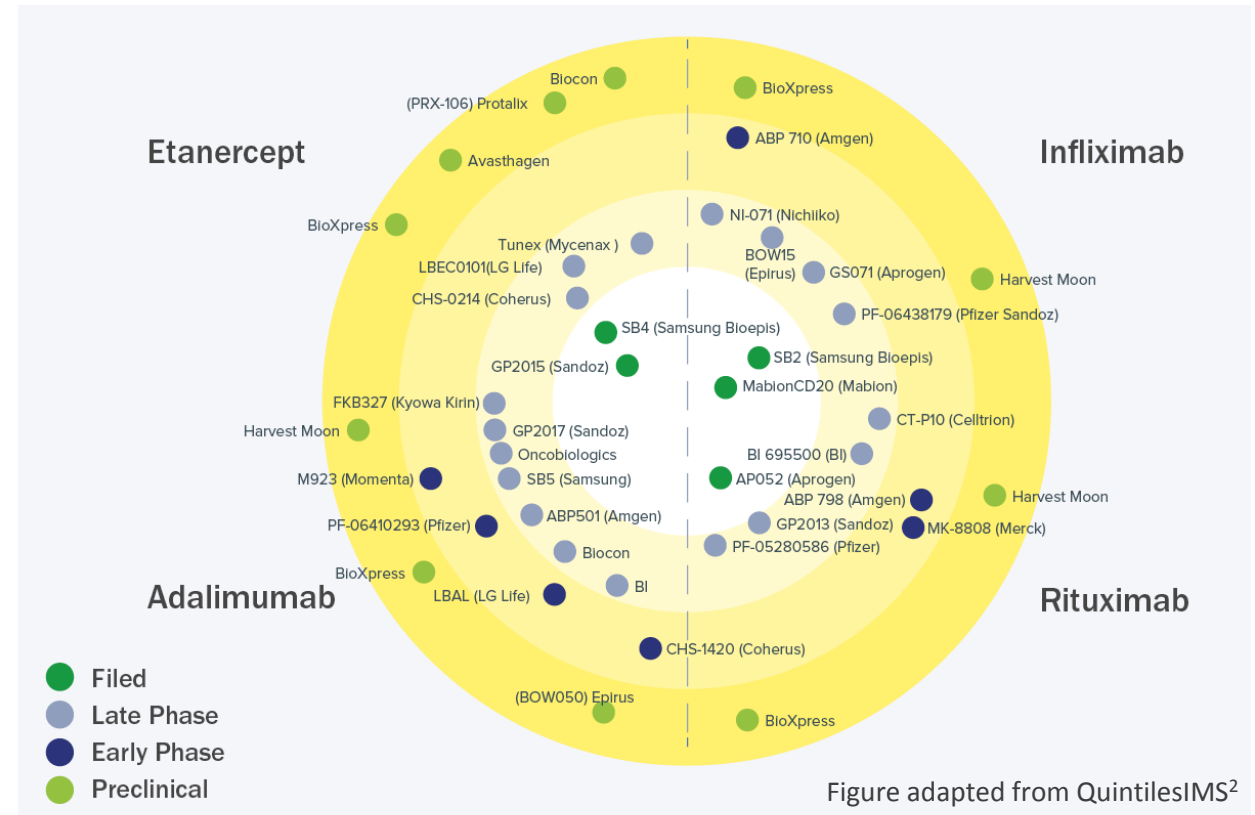 Biocon
BioXpress
(PRX-106) Protalix
ABP 710 (Amgen)
Etanercept
Infliximab
Avasthagen
NI-071 (Nichiiko)
BioXpress
Tunex (Mycenax )
BOW15
(Epirus)
LBEC0101(LG Life)
GS071 (Aprogen)
Harvest Moon
CHS-0214 (Coherus)
PF-06438179 (Pfizer Sandoz)
SB4 (Samsung Bioepis)
SB2 (Samsung Bioepis)
GP2015 (Sandoz)
MabionCD20 (Mabion)
FKB327 (Kyowa Kirin)
CT-P10 (Celltrion)
Harvest Moon
GP2017 (Sandoz)
Oncobiologics
BI 695500 (BI)
M923 (Momenta)
SB5 (Samsung)
AP052 (Aprogen)
ABP 798 (Amgen)
Harvest Moon
ABP501 (Amgen)
PF-06410293 (Pfizer)
GP2013 (Sandoz)
MK-8808 (Merck)
Biocon
PF-05280586 (Pfizer)
BioXpress
BI
LBAL (LG Life)
Adalimumab
Rituximab
CHS-1420 (Coherus)
(BOW050) Epirus
BioXpress
Filed
Late Phase
Early Phase
Preclinical
Figure adapted from QuintilesIMS2